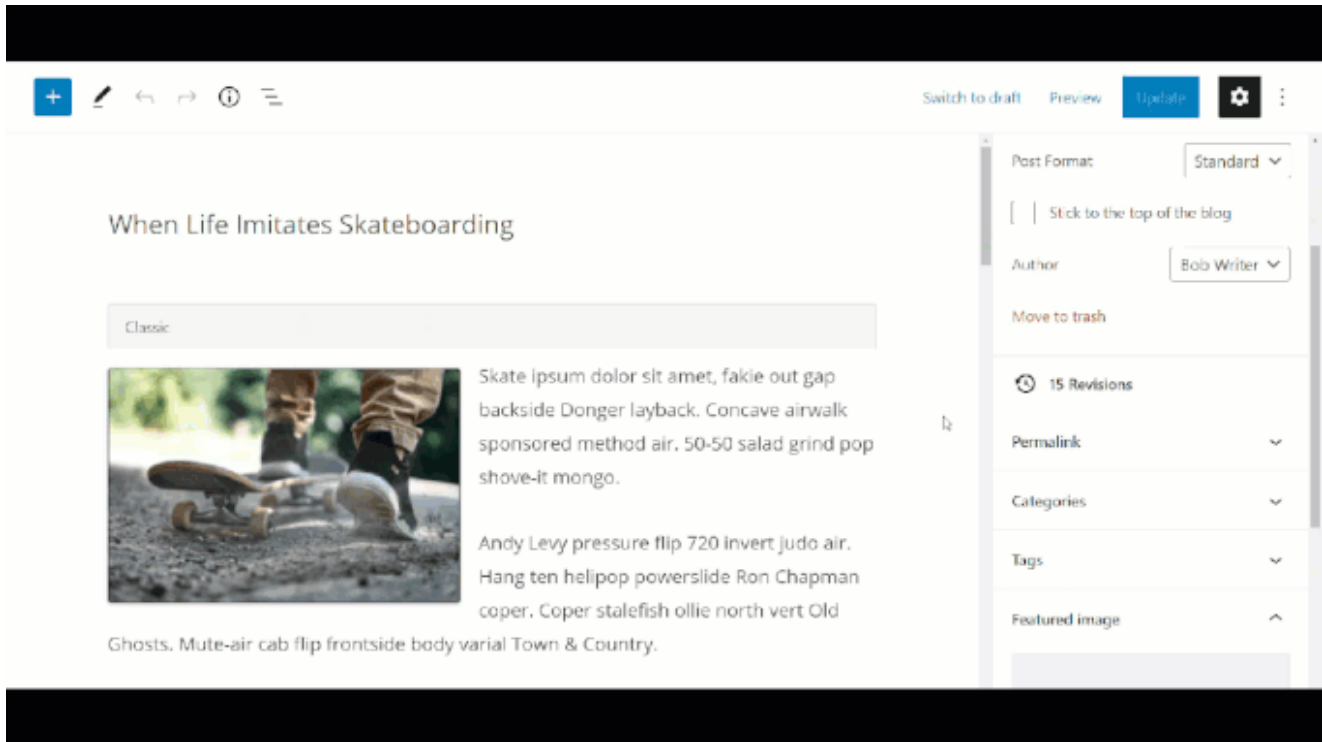 Switch to draft Preview Update
Post Format Standard
Stick to the top of the blog
Author Bob Writer
Move to trash
15 Revisions
Permalink
Categories
Tags
Featured image
When Life Imitates Skateboarding
Classic
Skate ipsum dolor sit amet, fakie out gap
backside Donger layback. Concave airwalk
sponsored method air. 50-50 salad grind pop
shove-it mongo.
Andy Levy pressure flip 720 invert judo air.
Hang ten helipop powerslide Ron Chapman
coper. Coper stalefish ollie north vert Old
Ghosts. Mute-air cab flip frontside body varial Town & Country.